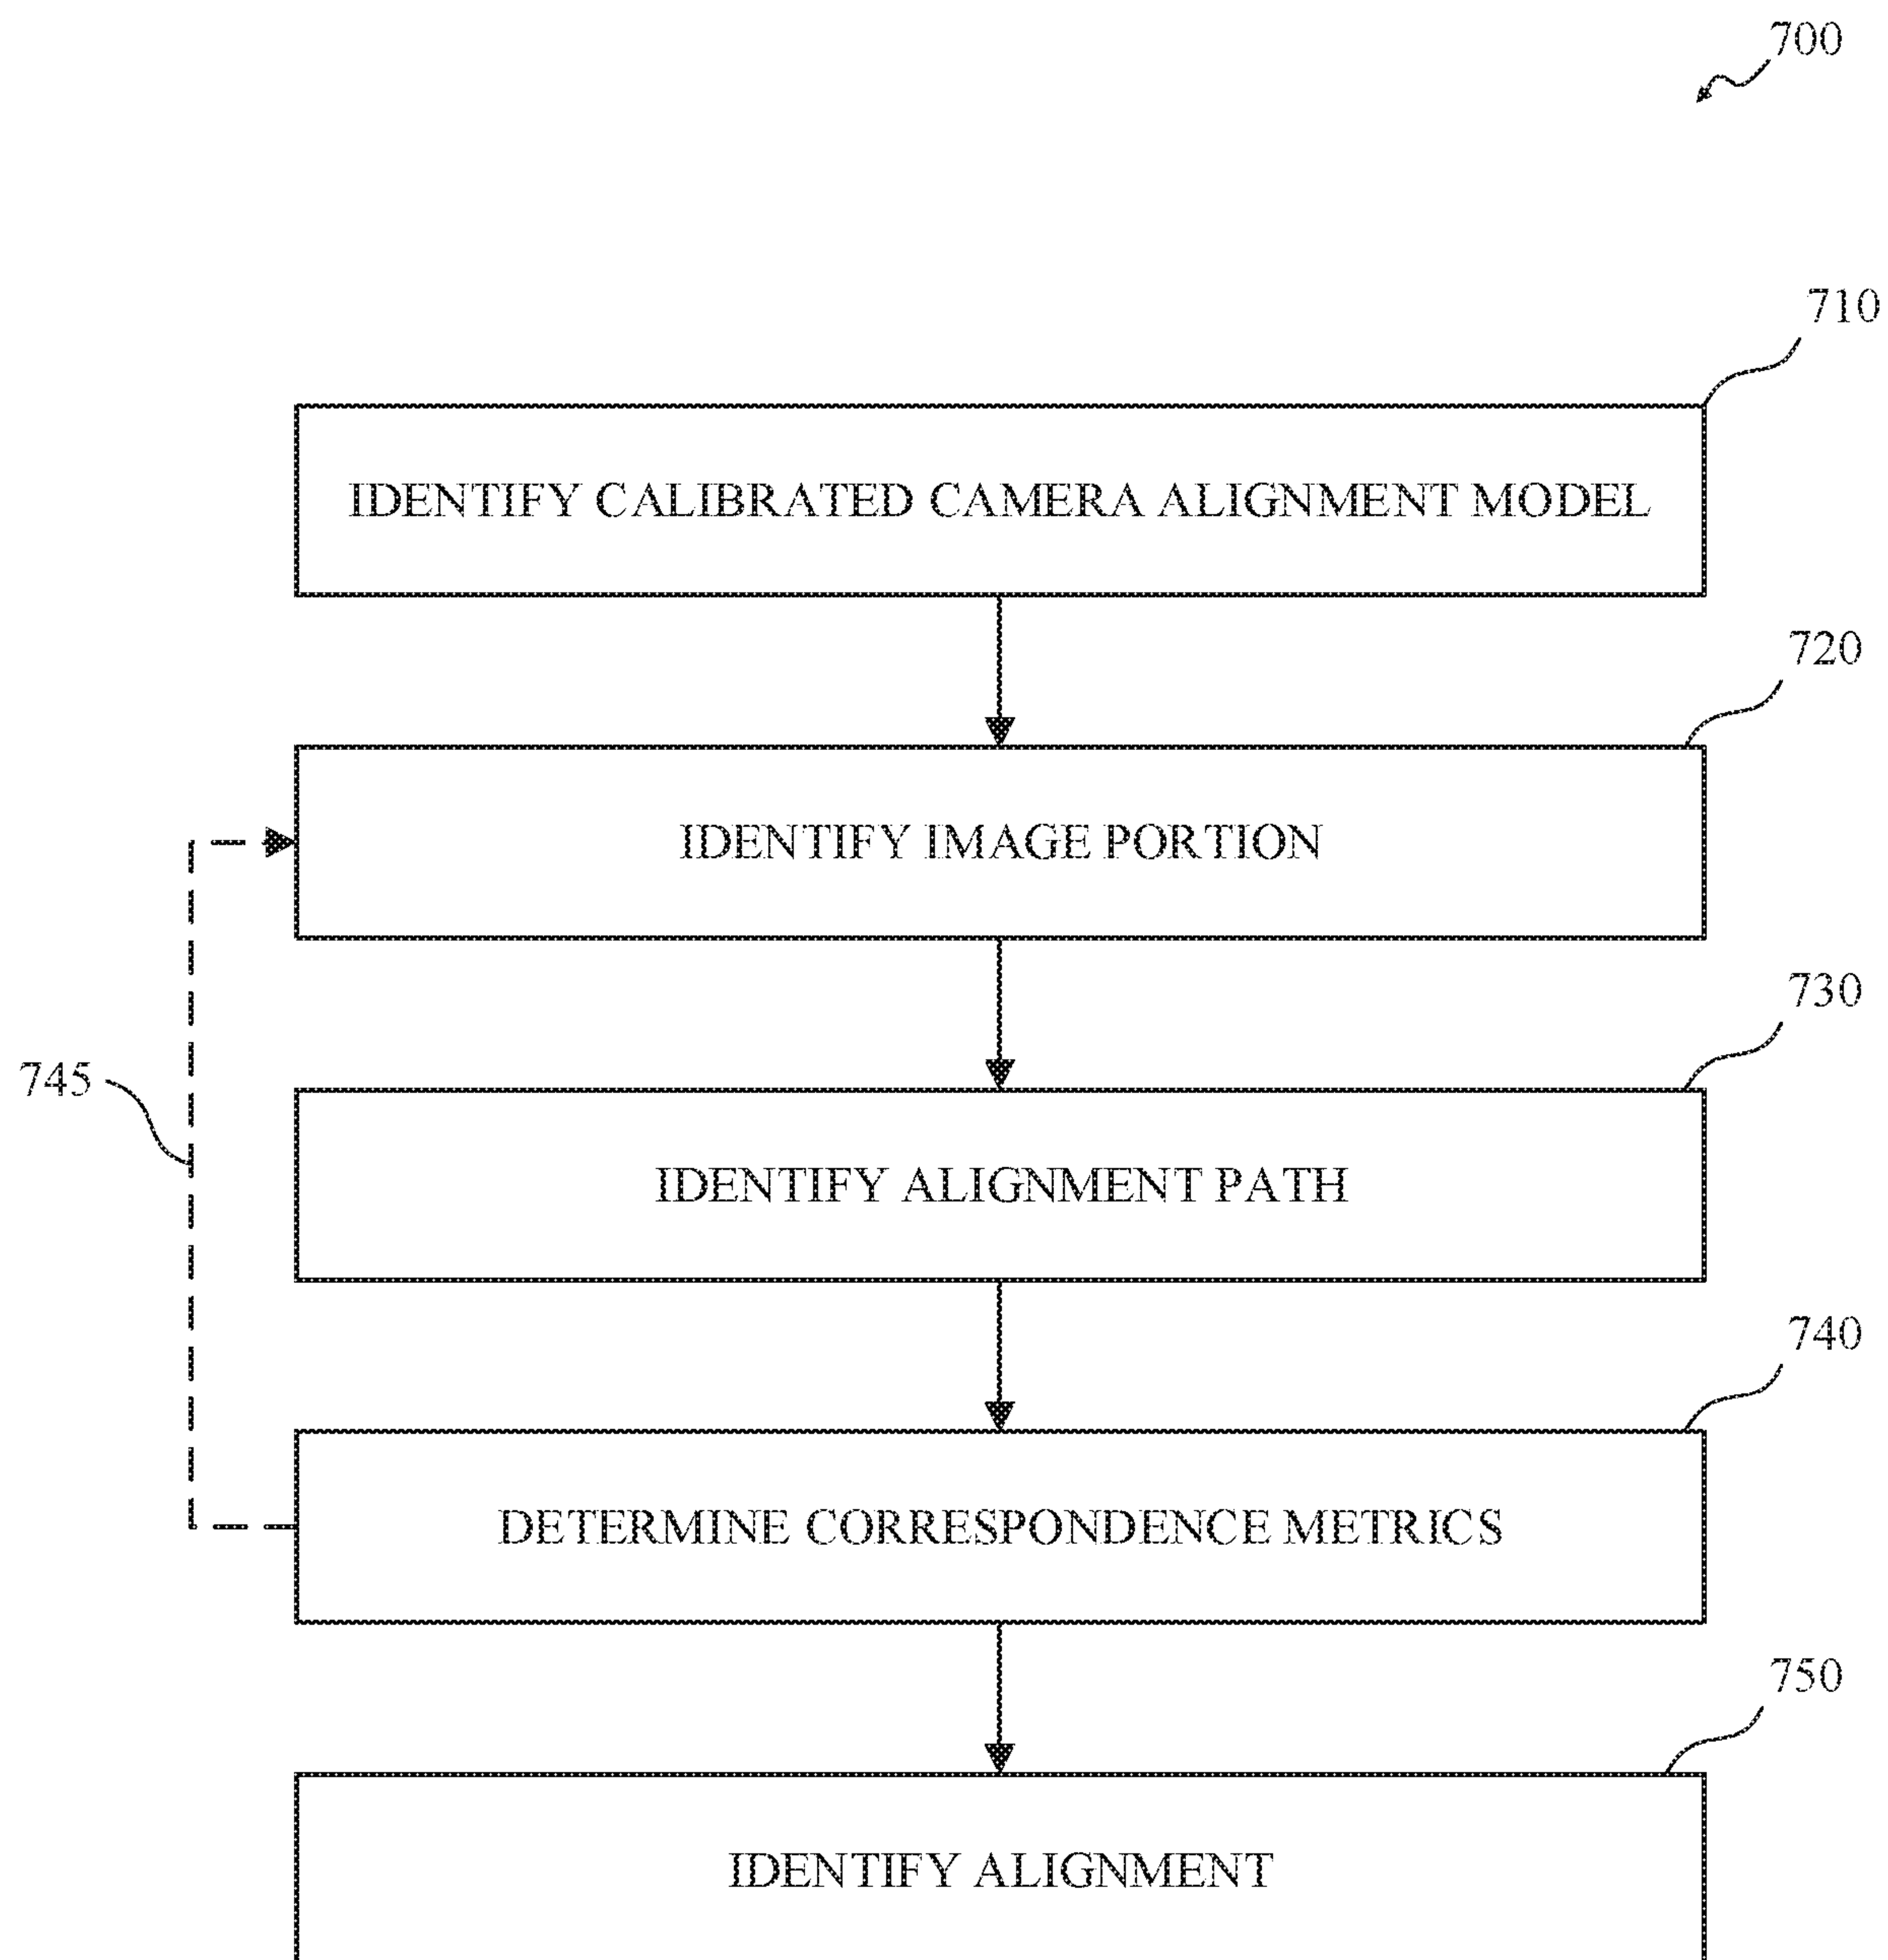 700
710
IDENTIFY CALIBRATED CAMERA ALIGNMENT MODEL
720
IDENTIFY IMAGE PORTION
730
745
IDENTIFY ALIGNMENT PATH
740
DETERMINE CORRESPONDENCE METRICS
750
IDENTIFY ALIGNMENT